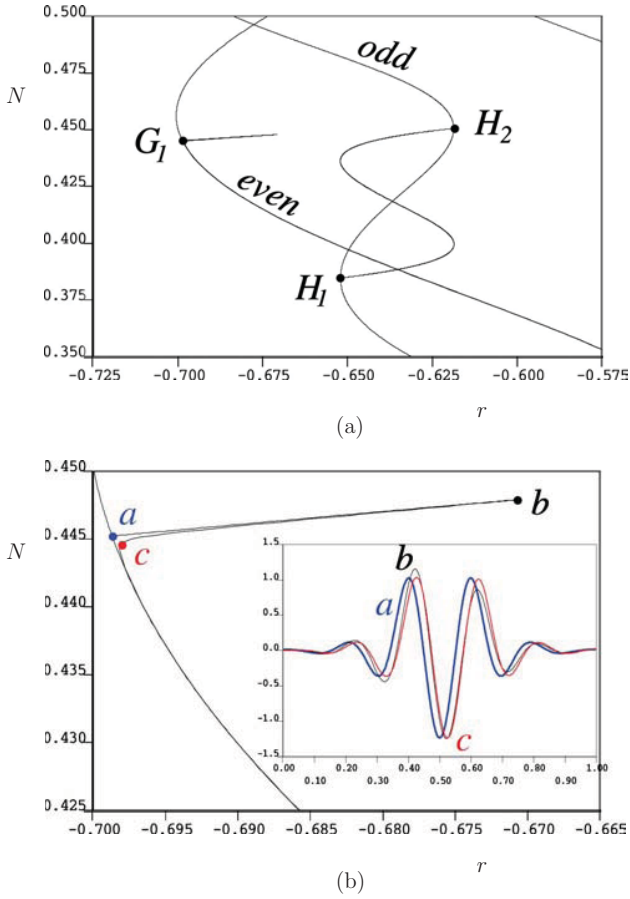 0.500
0.475
N
odd
0.450
H2
G1
0.425
even
0.400
H1
0.375
0.350
-0.725 -0.700 -0.675 -0.650 -0.625 -0.600 -0.575
r
(a)
0.450
a
b
0.445
N
c
0.440
0.435
0.430
0.425
1.5
b
1.0
a
0.5
0.0
-0.5
-1.0
c
-1.5
0.00 0.20 0.40 0.60 0.80 1.00
0.10 0.30 0.50 0.70 0.90
-0.700 -0.695 -0.690 -0.685 -0.680 -0.675 -0.670 -0.665
r
(b)